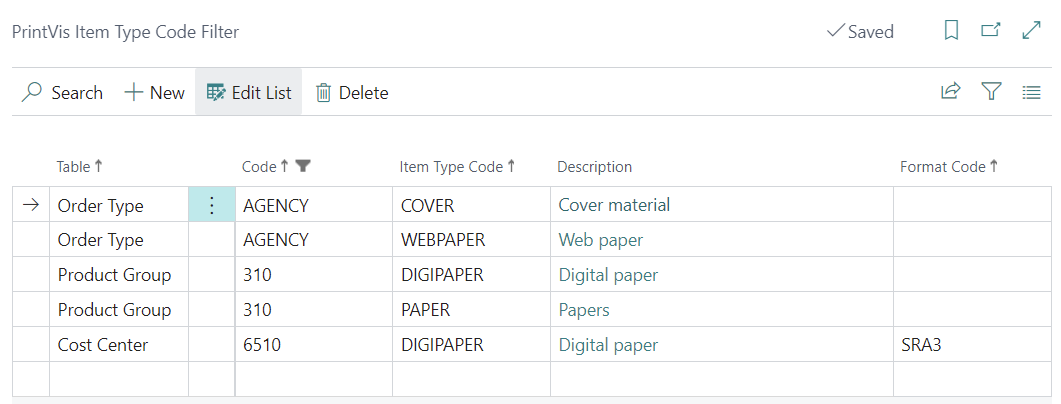 PrintVis Item Type Code Filter Saved
Search New Edit List Delete
Table Code Item Type Code Description Format Code
Order Type AGENCY COVER Cover material
Order Type AGENCY WEBPAPER Web paper
Product Group 310 DIGIPAPER Digital paper
Product Group 310 PAPER Papers
Cost Center 6510 DIGIPAPER Digital paper SRA3